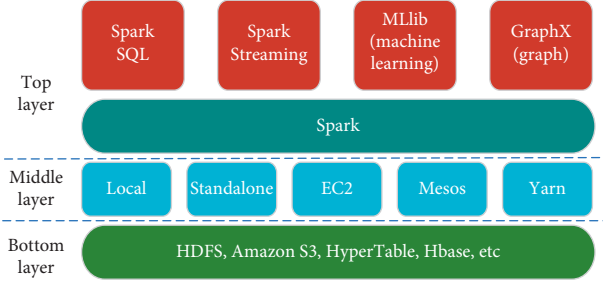 Spark
SQL
Spark
Streaming
MLlib
(machine
learning)
GraphX
(graph)
Top
layer
Spark
Middle
layer
Local
Standalone
EC2
Mesos
Yarn
Bottom
layer
HDFS, Amazon S3, HyperTable, Hbase, etc